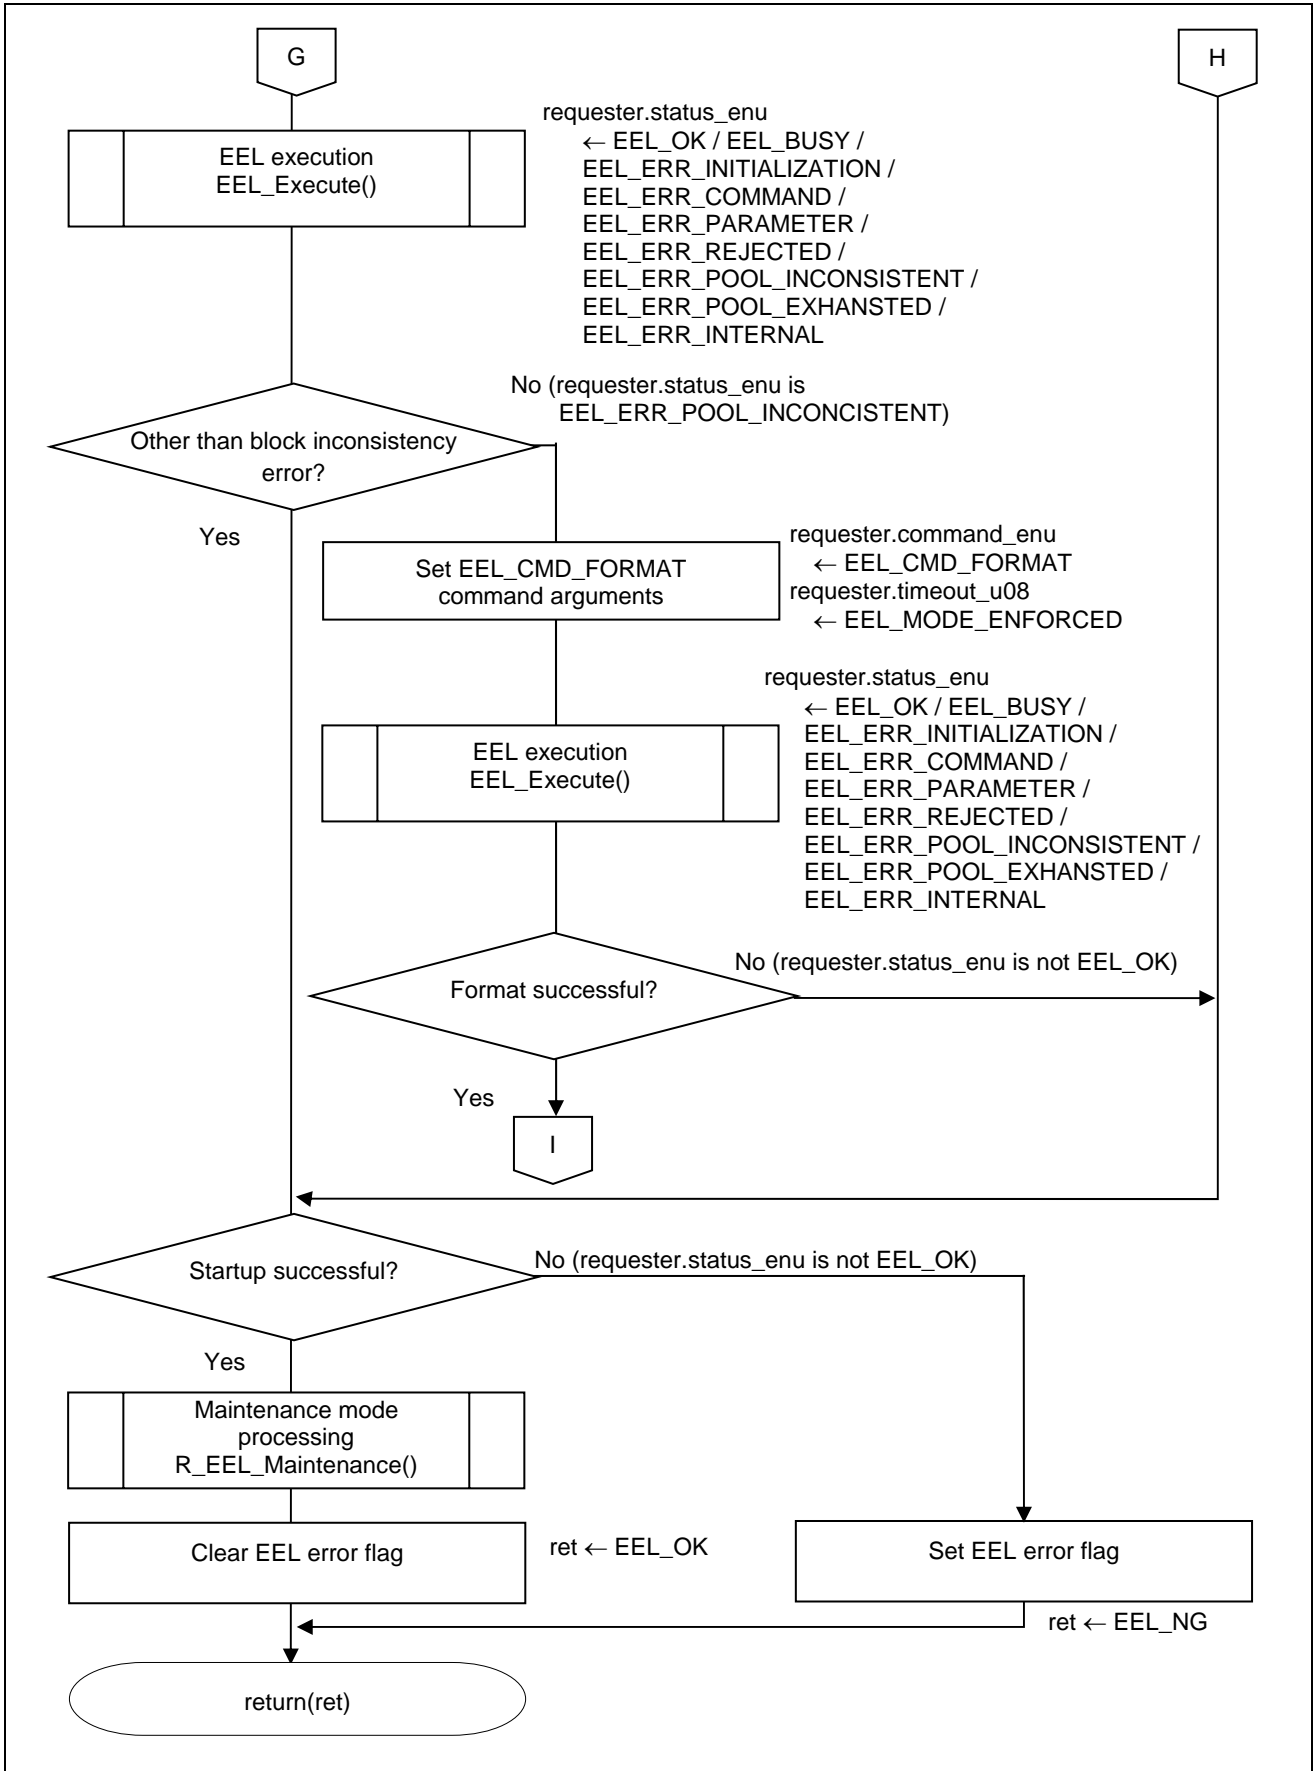 G
H
EEL execution
EEL_Execute()
requester.status_enu
← EEL_OK / EEL_BUSY /
EEL_ERR_INITIALIZATION /
EEL_ERR_COMMAND /
EEL_ERR_PARAMETER /
EEL_ERR_REJECTED /
EEL_ERR_POOL_INCONSISTENT /
EEL_ERR_POOL_EXHANSTED /
EEL_ERR_INTERNAL
No (requester.status_enu is
EEL_ERR_POOL_INCONCISTENT)
Other than block inconsistency
error?
Yes
Set EEL_CMD_FORMAT
command arguments
requester.command_enu
← EEL_CMD_FORMAT
requester.timeout_u08
← EEL_MODE_ENFORCED
EEL execution
EEL_Execute()
requester.status_enu
← EEL_OK / EEL_BUSY /
EEL_ERR_INITIALIZATION /
EEL_ERR_COMMAND /
EEL_ERR_PARAMETER /
EEL_ERR_REJECTED /
EEL_ERR_POOL_INCONSISTENT /
EEL_ERR_POOL_EXHANSTED /
EEL_ERR_INTERNAL
Format successful?
No (requester.status_enu is not EEL_OK)
Yes
I
Startup successful?
No (requester.status_enu is not EEL_OK)
Yes
Maintenance mode
processing
R_EEL_Maintenance()
Clear EEL error flag
ret ← EEL_OK
Set EEL error flag
ret ← EEL_NG
return(ret)